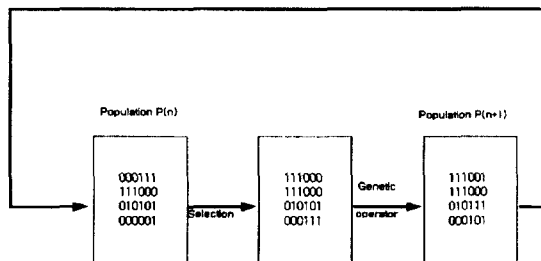 Population P(n)
Population P(n+1)
000111
111000
010101
000001
Selection
111000
111000
010101
000111
Genetic
operator
111001
111000
010111
000101